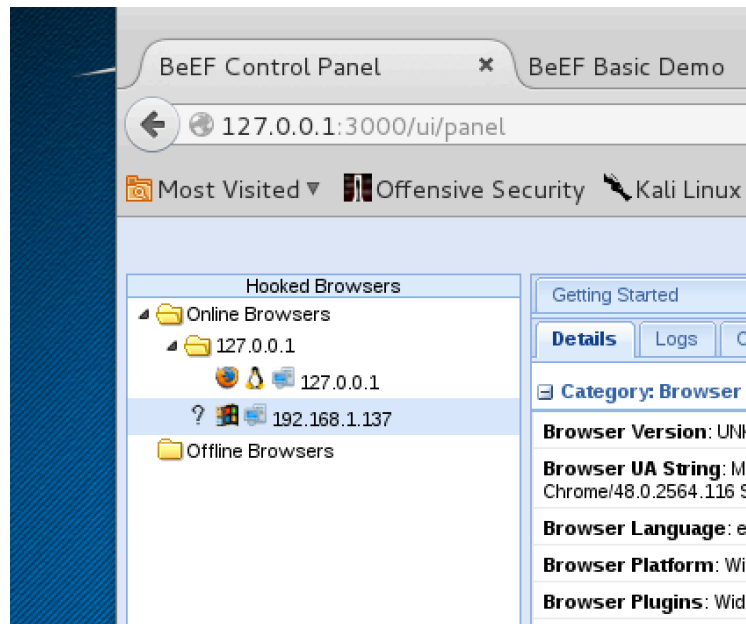 BeEF Control Panel
BeEF Basic Demo
127.0.0.1:3000/ui/panel
Most Visited
Offensive Security
Kali Linux
Hooked Browsers
Online Browsers
127.0.0.1
127.0.0.1
? 192.168.1.137
Offline Browsers
Getting Started
Details
Logs
Category: Browser
Browser Version: UN
Browser UA String: M
Chrome/48.0.2564.116 S
Browser Language: e
Browser Platform: Wi
Browser Plugins: Wid